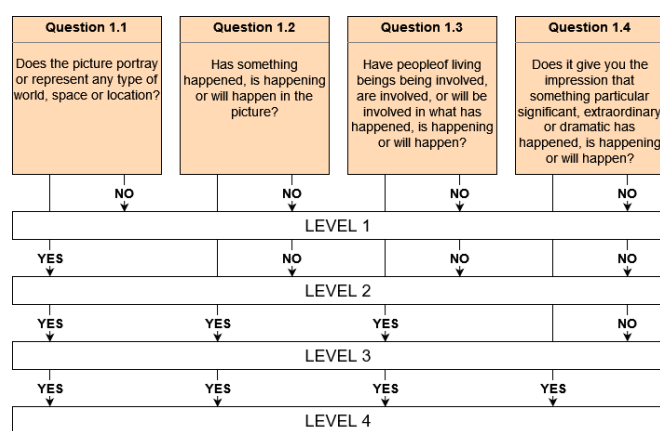 Question 1.1
Does the picture portray
or represent any type of
world, space or location?
Question 1.2
Has something
happened, is happening
or will happen in the
picture?
Question 1.3
Have peopleof living
beings being involved,
are involved, or will be
involved in what has
happened, is happening
or will happen?
Question 1.4
Does it give you the
impression that
something particular
significant, extraordinary
or dramatic has
happened, is happening
or will happen?
NO NO NO NO
LEVEL 1
YES NO NO NO
LEVEL 2
YES YES YES NO
LEVEL 3
YES YES YES YES
LEVEL 4